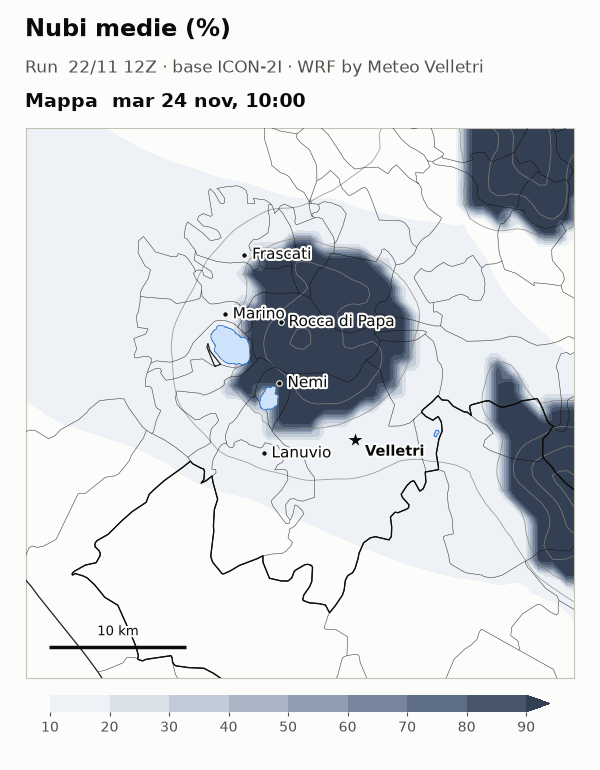 Nubi medie (%)
Run  22/11 12Z · base ICON-2I · WRF by Meteo Velletri
Mappa  mar 24 nov, 10:00
Frascati
Marino
Rocca di Papa
Nemi
Velletri
Lanuvio
10 km
10 20 30 40 50 60 70 80 90